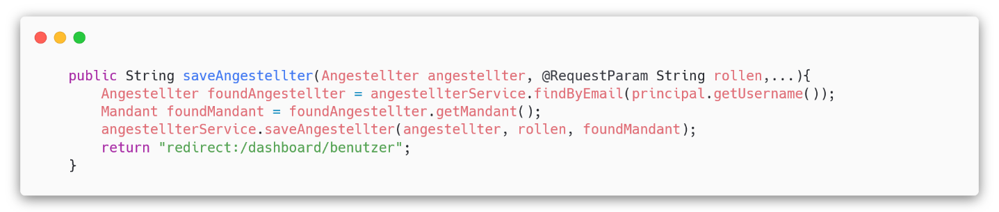 public String saveAngestellter(Angestellter angestellter, @RequestParam String rollen,...){
    Angestellter foundAngestellter = angestellterService.findByEmail(principal.getUsername());
    Mandant foundMandant = foundAngestellter.getMandant();
    angestellterService.saveAngestellter(angestellter, rollen, foundMandant);
    return "redirect:/dashboard/benutzer";
}